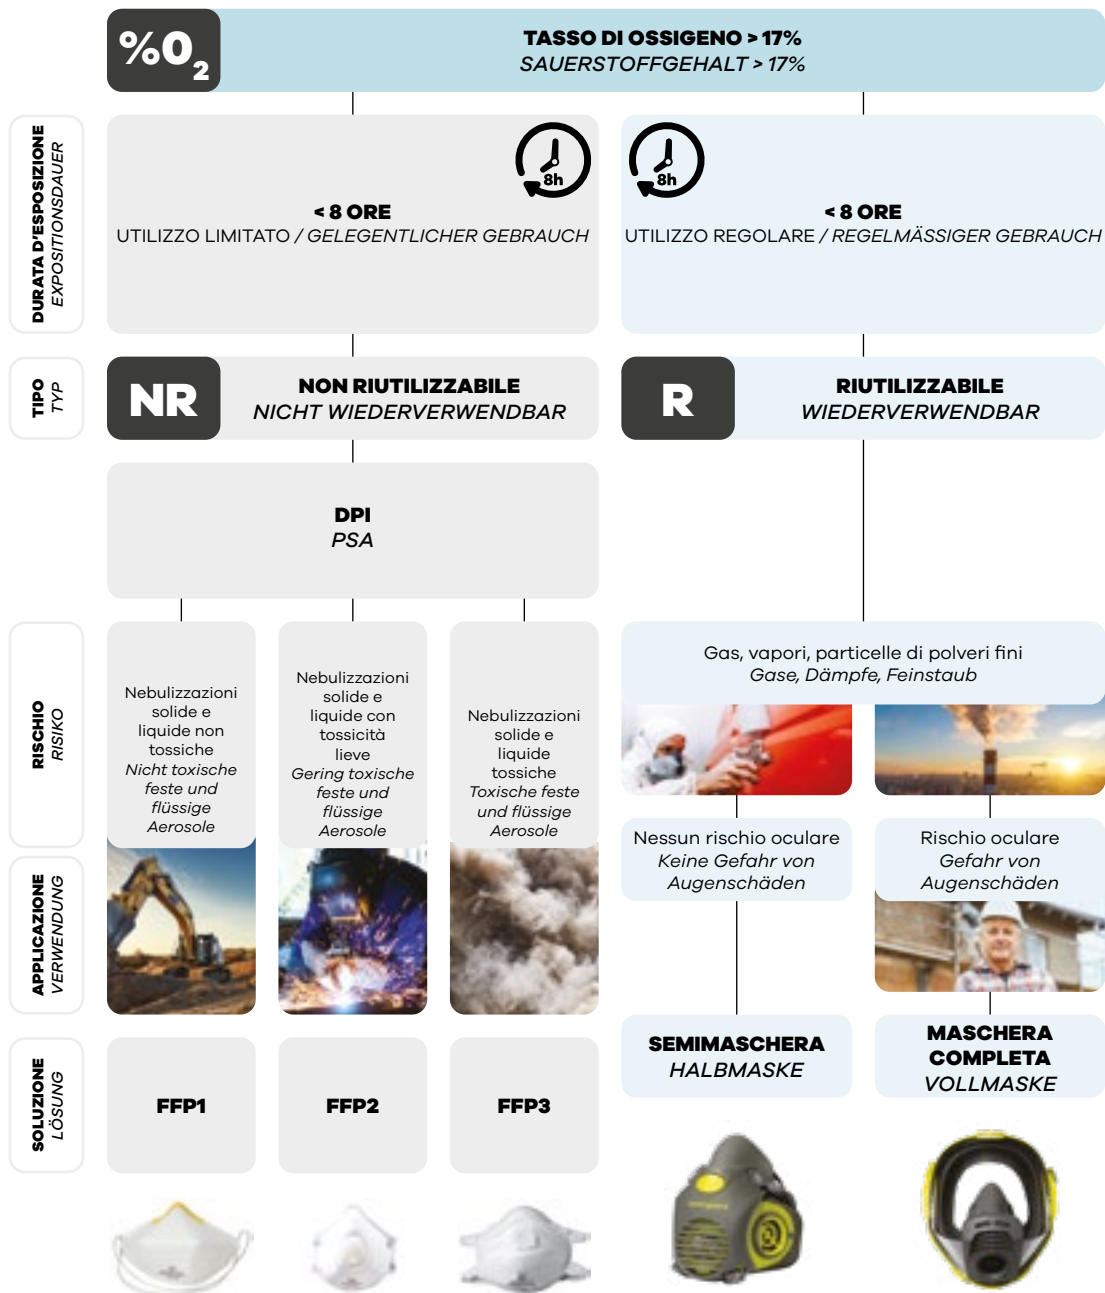 %O₂
TASSO DI OSSIGENO > 17%
SAUERSTOFFGEHALT > 17%
DURATA D'ESPOSIZIONE
EXPOSITIONSDAUER
8h
< 8 ORE
UTILIZZO LIMITATO / GELEGENTLICHER GEBRAUCH
8h
< 8 ORE
UTILIZZO REGOLARE / REGELMÄSSIGER GEBRAUCH
TIPO
TYP
NR
NON RIUTILIZZABILE
NICHT WIEDERVERWENDBAR
R
RIUTILIZZABILE
WIEDERVERWENDBAR
DPI
PSA
RISCHIO
RISIKO
Nebulizzazioni
solide e
liquide non
tossiche
Nicht toxische
feste und
flüssige
Aerosole
Nebulizzazioni
solide e
liquide con
tossicità
lieve
Gering toxische
feste und
flüssige
Aerosole
Nebulizzazioni
solide e
liquide
tossiche
Toxische feste
und flüssige
Aerosole
Gas, vapori, particelle di polveri fini
Gase, Dämpfe, Feinstaub
Nessun rischio oculare
Keine Gefahr von
Augenschäden
Rischio oculare
Gefahr von
Augenschäden
APPLICAZIONE
VERWENDUNG
SOLUZIONE
LÖSUNG
FFP1
FFP2
FFP3
SEMIMASCHERA
HALBMASKE
MASCHERA
COMPLETA
VOLLMASKE